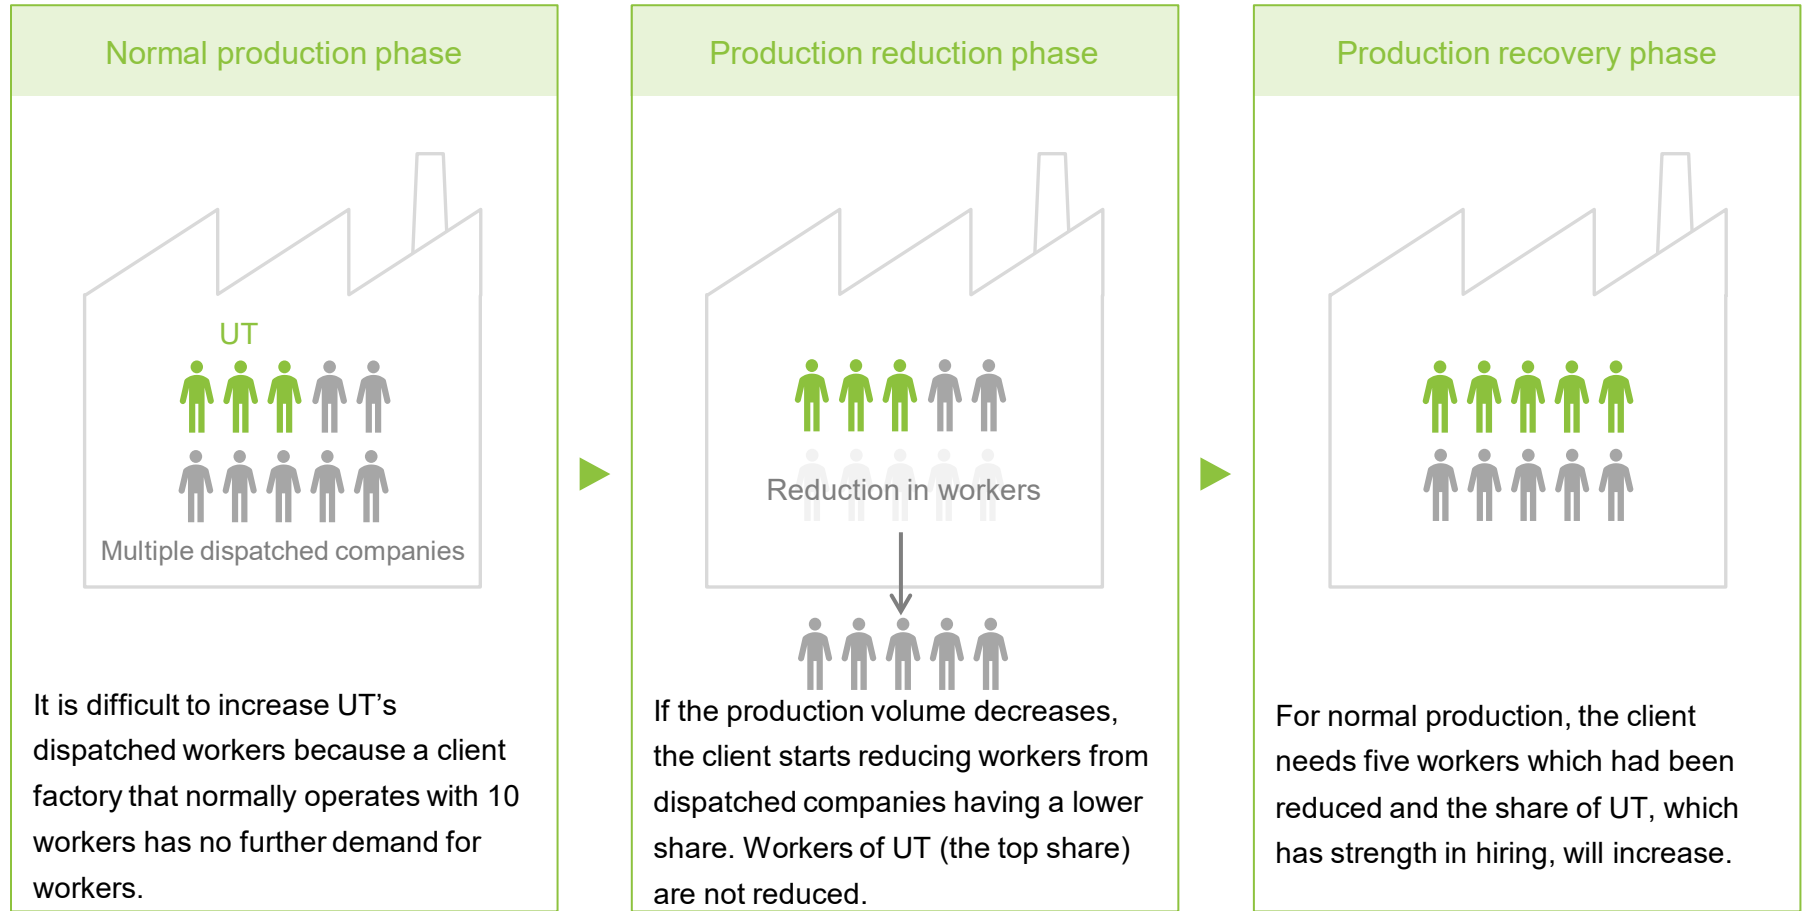 Normal production phase
UT
Multiple dispatched companies
It is difficult to increase UT’s
dispatched workers because a client
factory that normally operates with 10
workers has no further demand for
workers.
Production reduction phase
Reduction in workers
If the production volume decreases,
the client starts reducing workers from
dispatched companies having a lower
share. Workers of UT (the top share)
are not reduced.
Production recovery phase
For normal production, the client
needs five workers which had been
reduced and the share of UT, which
has strength in hiring, will increase.